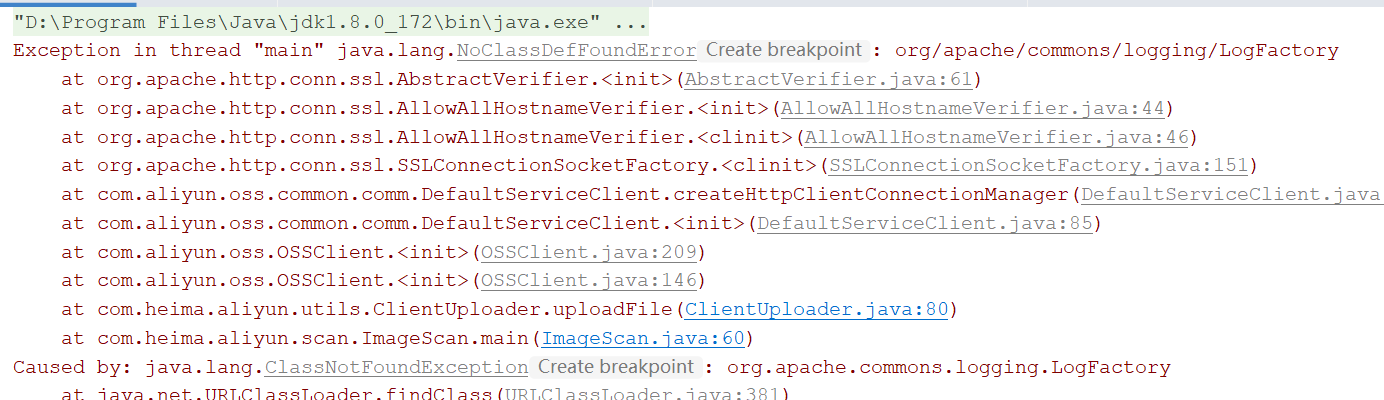 "D:\Program Files\Java\jdk1.8.0_172\bin\java.exe" ...
Exception in thread "main" java.lang.NoClassDefFoundError Create breakpoint : org/apache/commons/logging/LogFactory
    at org.apache.http.conn.ssl.AbstractVerifier.<init>(AbstractVerifier.java:61)
    at org.apache.http.conn.ssl.AllowAllHostnameVerifier.<init>(AllowAllHostnameVerifier.java:44)
    at org.apache.http.conn.ssl.AllowAllHostnameVerifier.<clinit>(AllowAllHostnameVerifier.java:46)
    at org.apache.http.conn.ssl.SSLConnectionSocketFactory.<clinit>(SSLConnectionSocketFactory.java:151)
    at com.aliyun.oss.common.comm.DefaultServiceClient.createHttpClientConnectionManager(DefaultServiceClient.java
    at com.aliyun.oss.common.comm.DefaultServiceClient.<init>(DefaultServiceClient.java:85)
    at com.aliyun.oss.OSSClient.<init>(OSSClient.java:209)
    at com.aliyun.oss.OSSClient.<init>(OSSClient.java:146)
    at com.heima.aliyun.utils.ClientUploader.uploadFile(ClientUploader.java:80)
    at com.heima.aliyun.scan.ImageScan.main(ImageScan.java:60)
Caused by: java.lang.ClassNotFoundException Create breakpoint : org.apache.commons.logging.LogFactory
    at java.net.URLClassLoader.findClass(URLClassLoader.java:381)